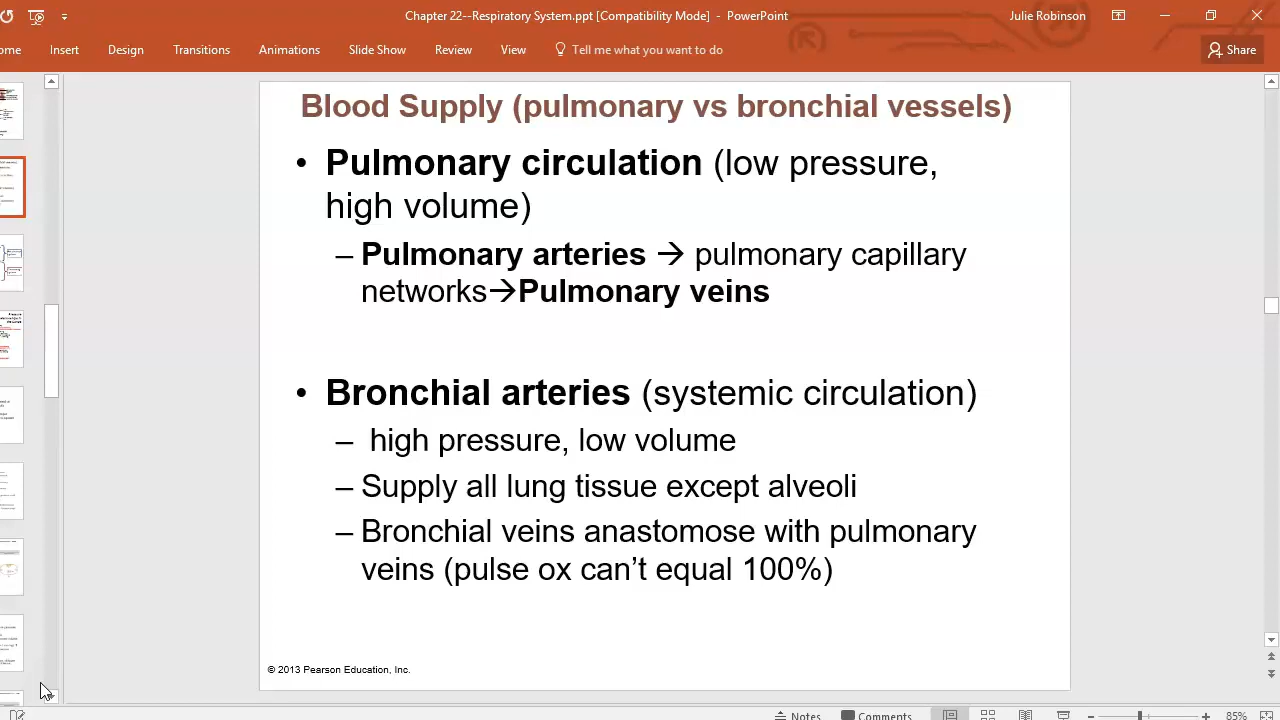 Chapter 22--Respiratory System.ppt [Compatibility Mode] - PowerPoint
Julie Robinson
ome Insert Design Transitions Animations Slide Show Review View Tell me what you want to do
Share
Blood Supply (pulmonary vs bronchial vessels)
• Pulmonary circulation (low pressure,
high volume)
– Pulmonary arteries → pulmonary capillary
networks→Pulmonary veins
• Bronchial arteries (systemic circulation)
– high pressure, low volume
– Supply all lung tissue except alveoli
– Bronchial veins anastomose with pulmonary
veins (pulse ox can't equal 100%)
© 2013 Pearson Education, Inc.
Notes Comments 85%